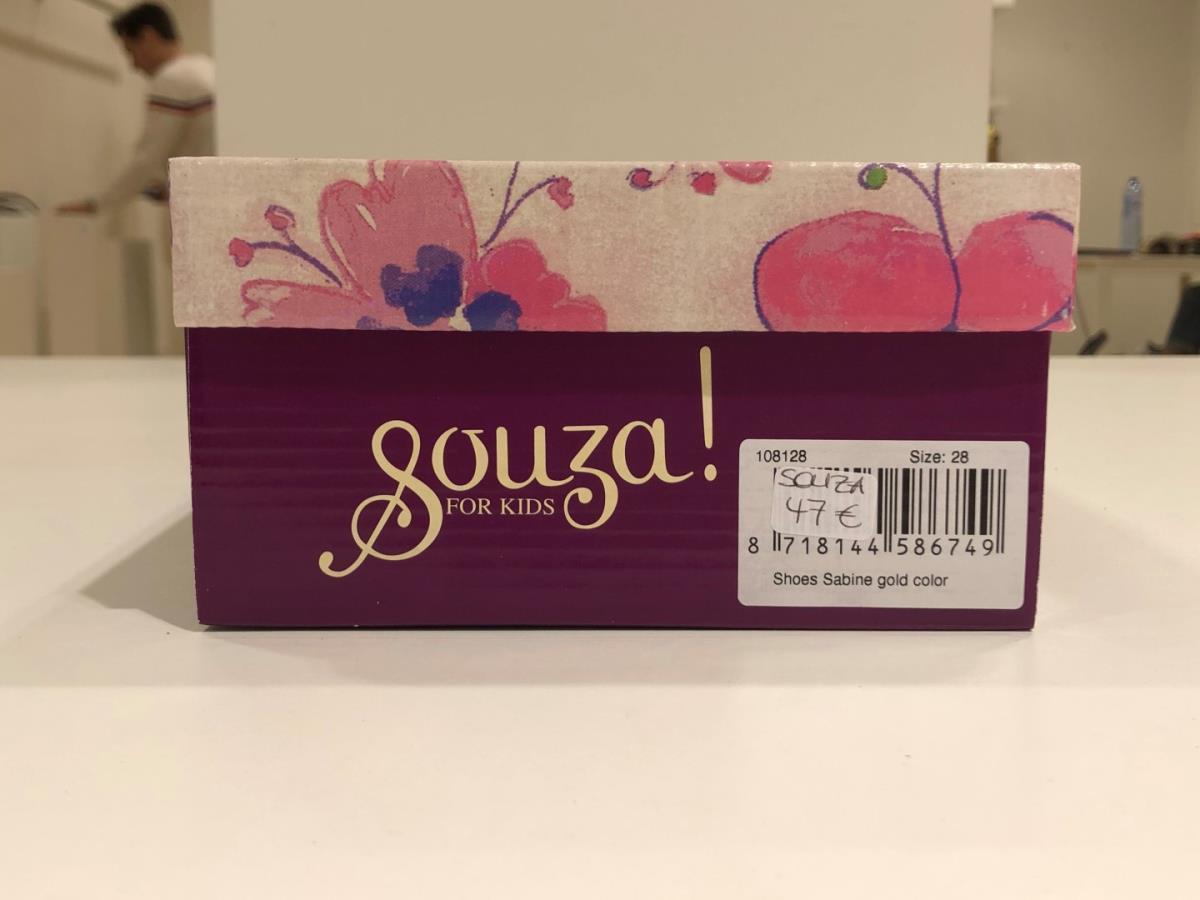 Souza!
FOR KIDS
108128 Size: 28
SOUZA
47 €
8 718144 586749
Shoes Sabine gold color